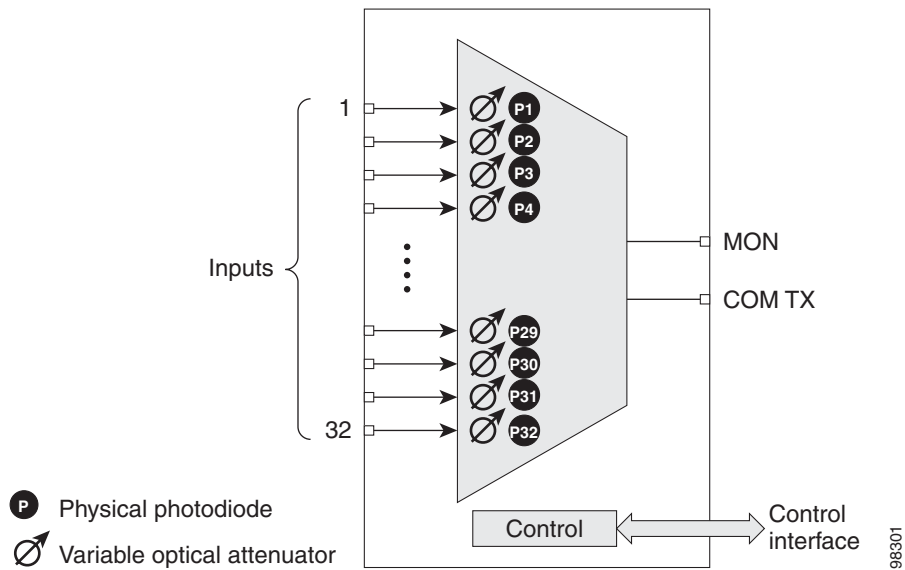 1
P1
P2
P3
P4
MON
Inputs
COM TX
P29
P30
P31
32
P32
P
Physical photodiode
Variable optical attenuator
Control
Control
interface
98301